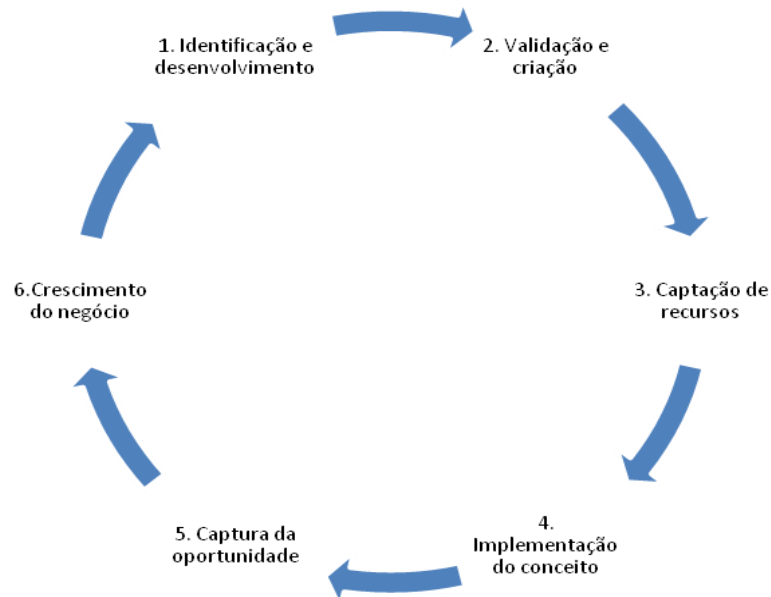 1. Identificação e
desenvolvimento
2. Validação e
criação
3. Captação de
recursos
4.
Implementação
do conceito
5. Captura da
oportunidade
6.Crescimento
do negócio